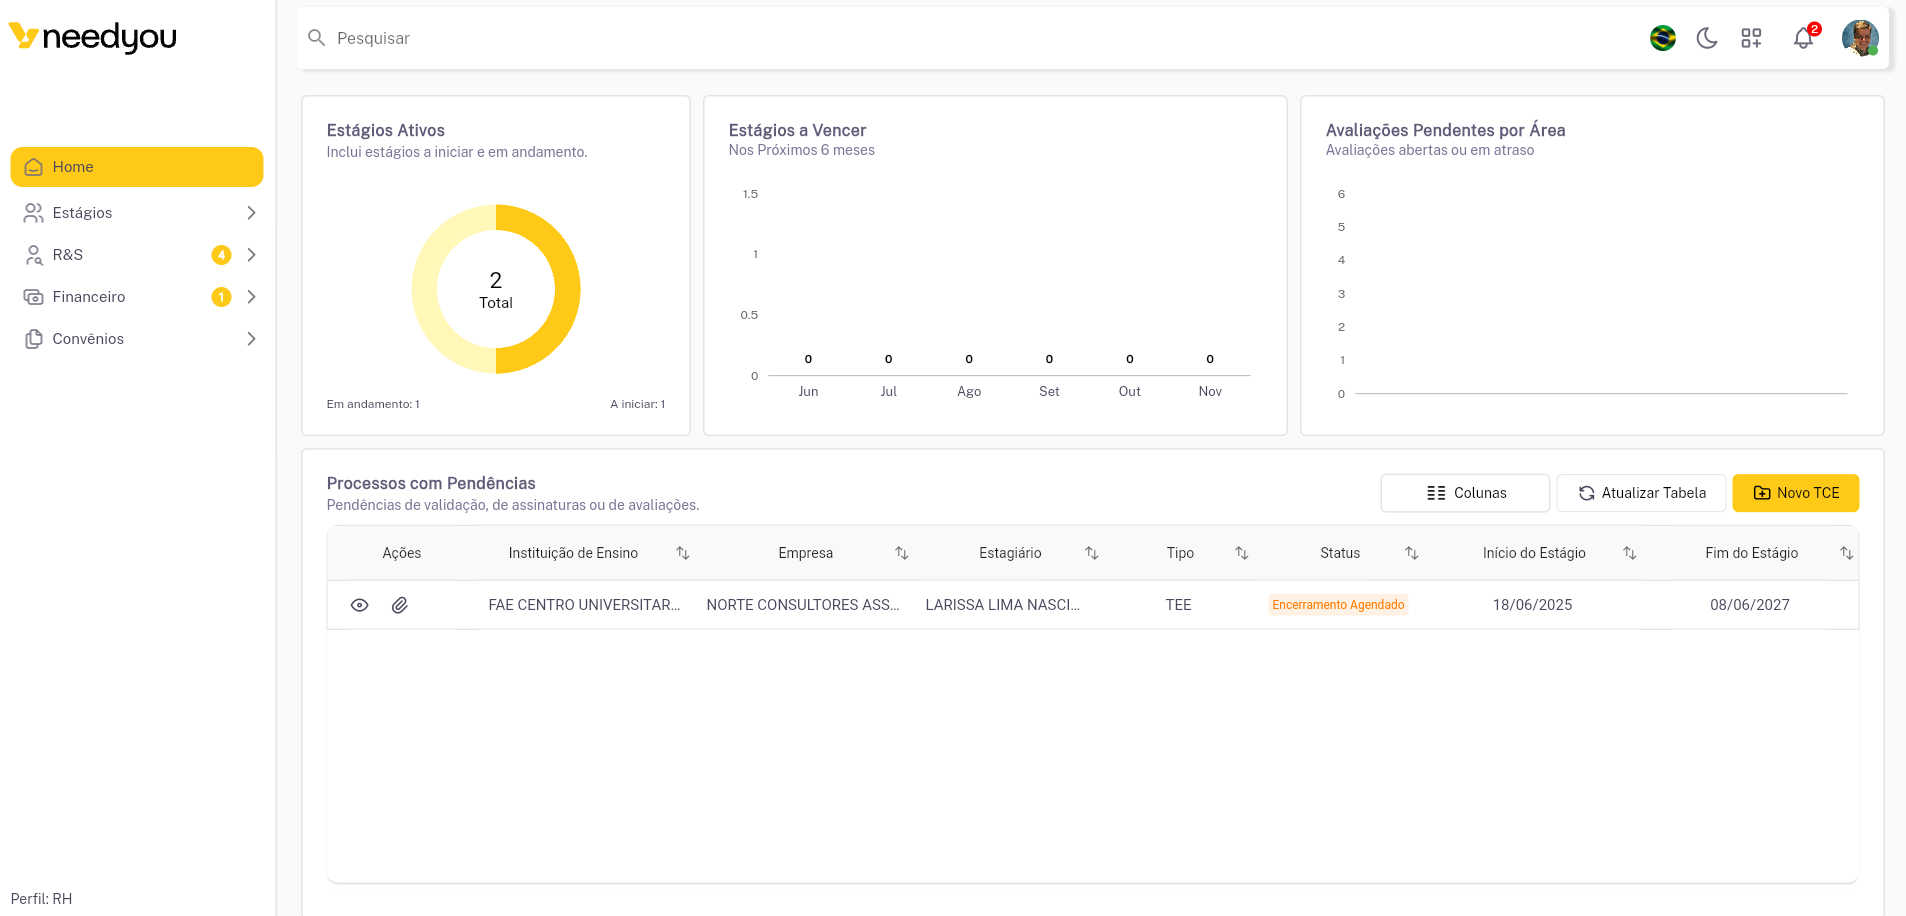 needyou
Pesquisar
2
Home
Estágios
R&S 4
Financeiro 1
Convênios
Perfil: RH
Estágios Ativos
Inclui estágios a iniciar e em andamento.
2
Total
Em andamento: 1
A iniciar: 1
Estágios a Vencer
Nos Próximos 6 meses
1.5
1
0.5
0
0 0 0 0 0 0
Jun Jul Ago Set Out Nov
Avaliações Pendentes por Área
Avaliações abertas ou em atraso
6
5
4
3
2
1
0
Processos com Pendências
Pendências de validação, de assinaturas ou de avaliações.
Colunas Atualizar Tabela Novo TCE
Ações Instituição de Ensino Empresa Estagiário Tipo Status Início do Estágio Fim do Estágio
FAE CENTRO UNIVERSITAR... NORTE CONSULTORES ASS... LARISSA LIMA NASCI... TEE Encerramento Agendado 18/06/2025 08/06/2027